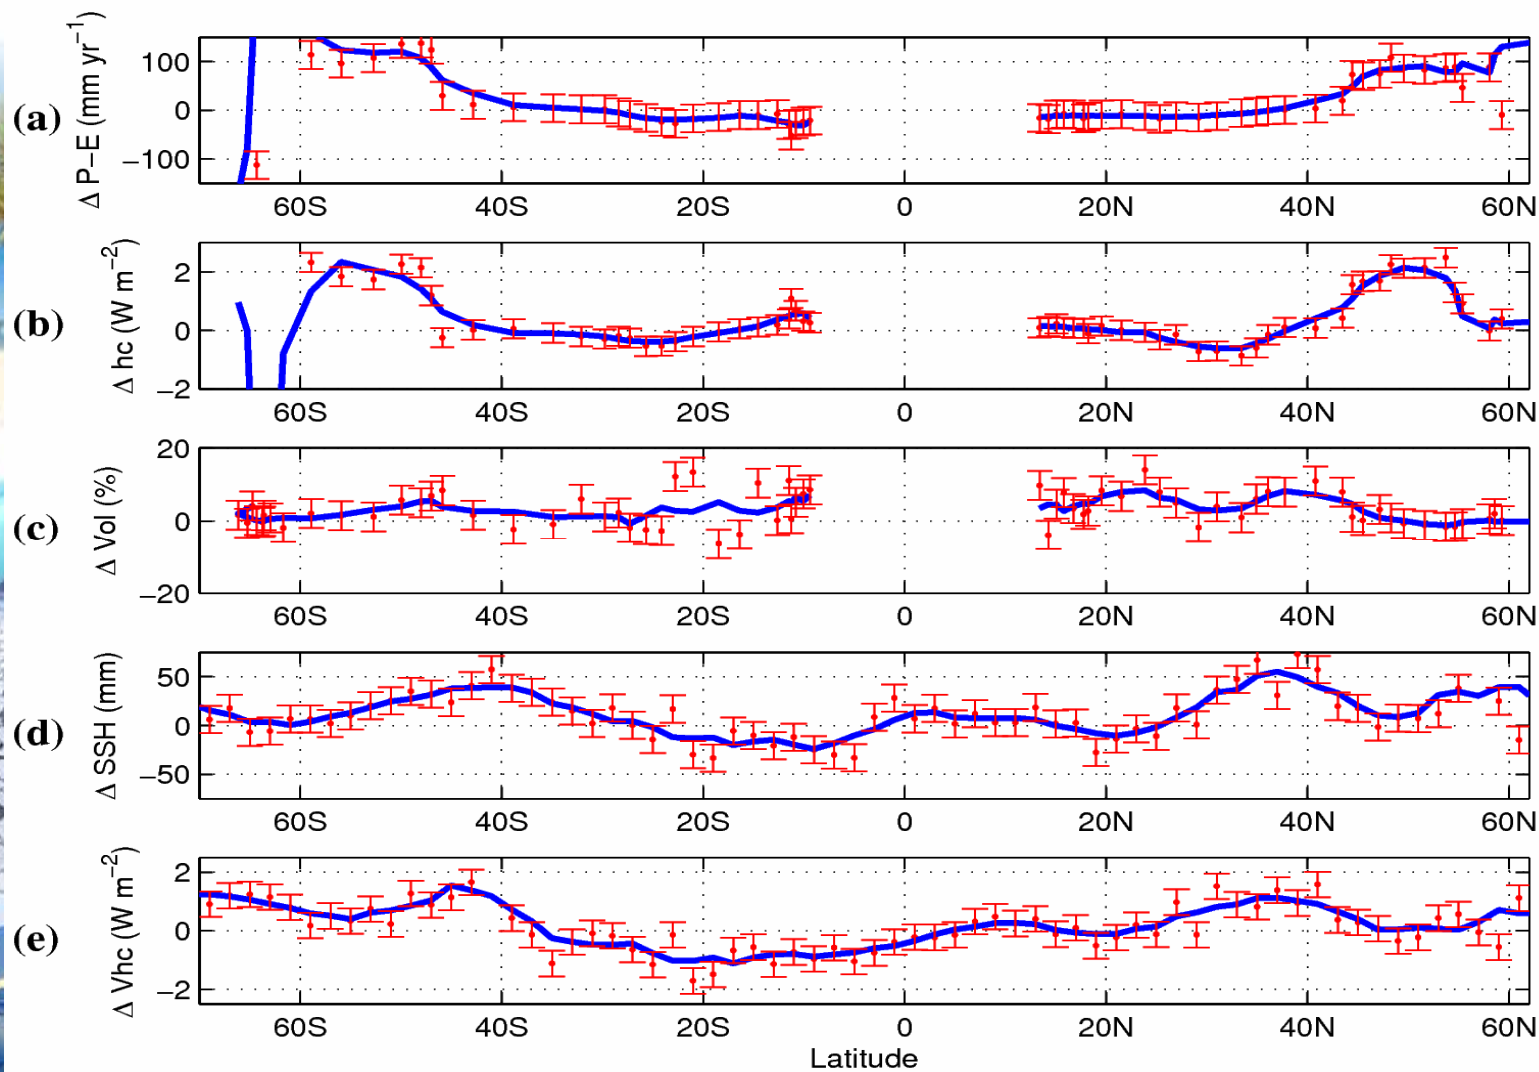 (a)
Δ P−E (mm yr−1)
100
0
−100
60S 40S 20S 0 20N 40N 60N
(b)
Δ hc (W m−2)
2
0
−2
60S 40S 20S 0 20N 40N 60N
(c)
Δ Vol (%)
20
0
−20
60S 40S 20S 0 20N 40N 60N
(d)
Δ SSH (mm)
50
0
−50
60S 40S 20S 0 20N 40N 60N
(e)
Δ Vhc (W m−2)
2
0
−2
60S 40S 20S 0 20N 40N 60N
Latitude